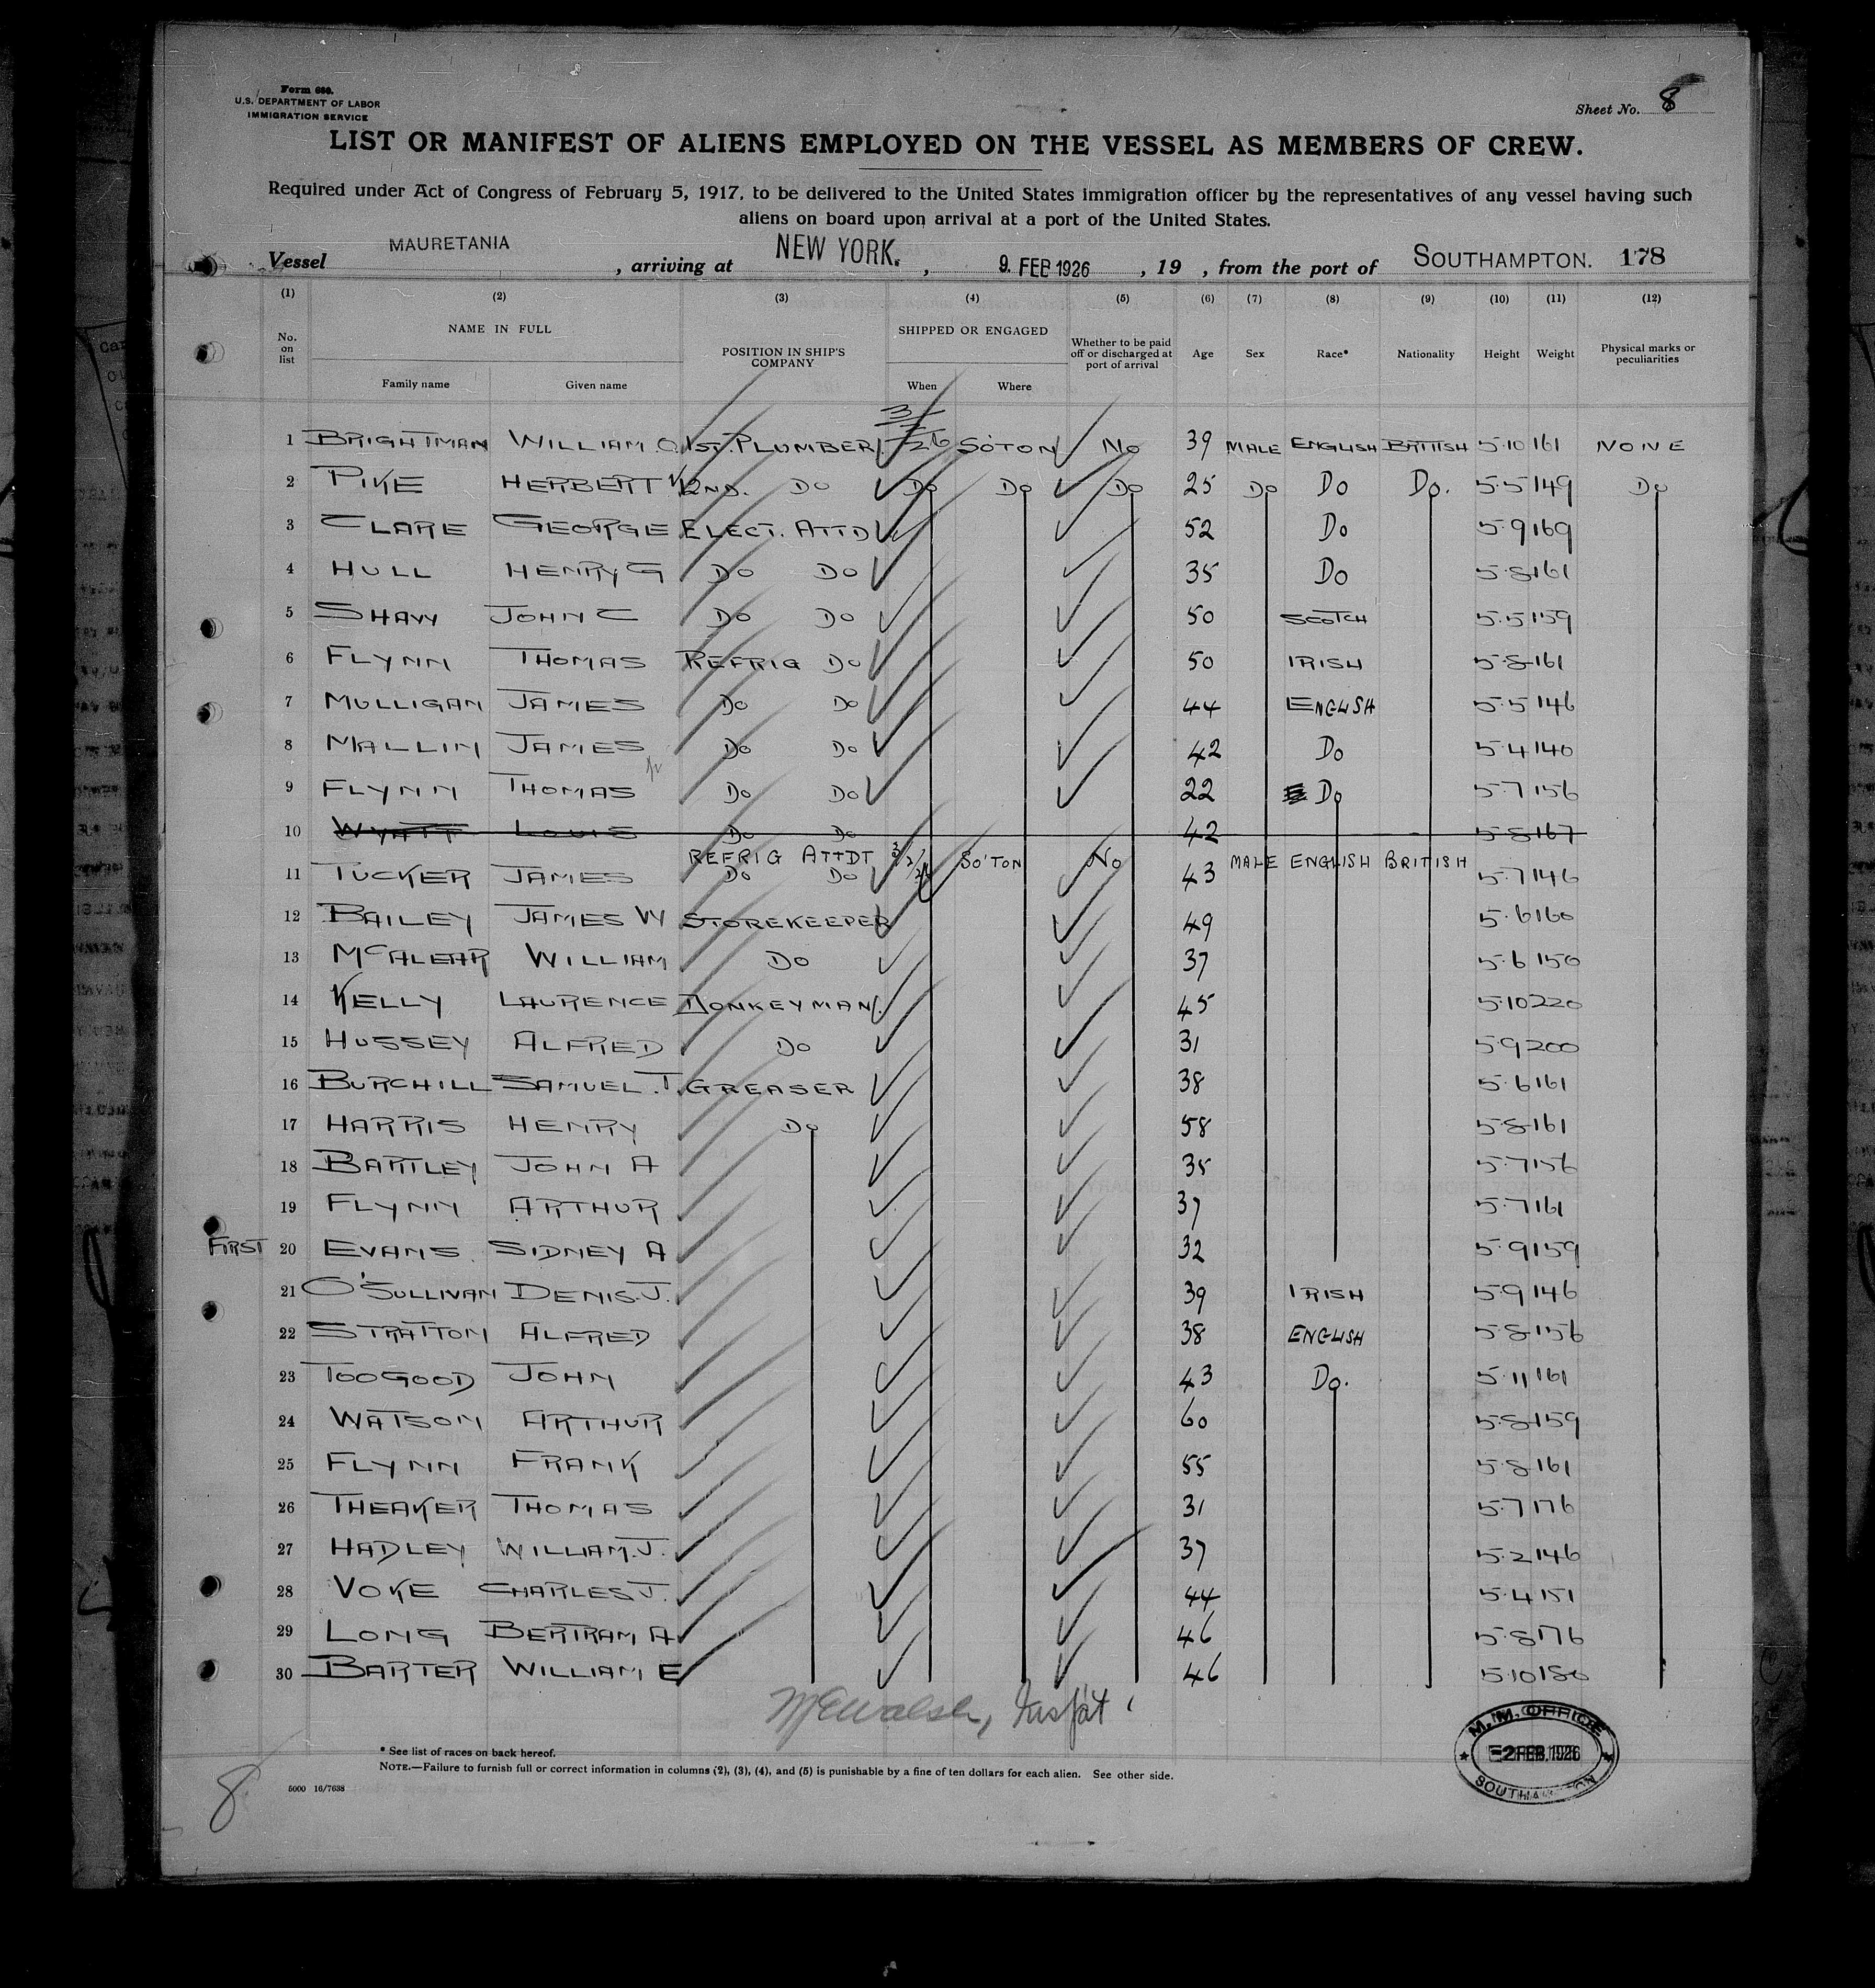 Form 680.
U.S. DEPARTMENT OF LABOR
IMMIGRATION SERVICE
Sheet No. 8
LIST OR MANIFEST OF ALIENS EMPLOYED ON THE VESSEL AS MEMBERS OF CREW.
Required under Act of Congress of February 5, 1917, to be delivered to the United States immigration officer by the representatives of any vessel having such
aliens on board upon arrival at a port of the United States.
Vessel MAURETANIA, arriving at NEW YORK., 9. FEB 1926, 19 , from the port of SOUTHAMPTON. 178
(1) (2) (3) (4) (5) (6) (7) (8) (9) (10) (11) (12)
No. on list NAME IN FULL Family name Given name POSITION IN SHIP'S COMPANY SHIPPED OR ENGAGED When Where Whether to be paid off or discharged at port of arrival Age Sex Race* Nationality Height Weight Physical marks or peculiarities
1 BRIGHTMAN WILLIAM O. 1ST. PLUMBER 3/2/26 SO'TON No 39 MALE ENGLISH BRITISH 5.10 161 NONE
2 PIKE HERBERT 2ND. Do Do Do Do 25 Do Do Do. 5.5 149 Do
3 CLARE GEORGE ELECT. ATTD 52 Do 5.9 169
4 HULL HENRY G Do Do 35 Do 5.8 161
5 SHAW JOHN C Do Do 50 SCOTCH 5.5 159
6 FLYNN THOMAS REFRIG Do 50 IRISH 5.8 161
7 MULLIGAN JAMES Do Do 44 ENGLISH 5.5 146
8 MALLIN JAMES Do Do 42 Do 5.4 140
9 FLYNN THOMAS Do Do 22 Do 5.7 156
10 WYATT LOUIS Do Do 42 5.8 167
REFRIG ATTDT 3/2/26 SO'TON No MALE ENGLISH BRITISH
11 TUCKER JAMES Do Do 43 5.7 146
12 BAILEY JAMES W STOREKEEPER 49 5.6 160
13 McALEAR WILLIAM Do 37 5.6 150
14 KELLY LAURENCE DONKEYMAN. 45 5.10 220
15 HUSSEY ALFRED Do 31 5.9 200
16 BURCHILL SAMUEL. T. GREASER 38 5.6 161
17 HARRIS HENRY Do 58 5.8 161
18 BARTLEY JOHN A 35 5.7 156
19 FLYNN ARTHUR 37 5.7 161
FIRST 20 EVANS SIDNEY A 32 5.9 159
21 O'SULLIVAN DENIS. J. 39 IRISH 5.9 146
22 STRATTON ALFRED 38 ENGLISH 5.8 156
23 TOOGOOD JOHN 43 Do. 5.11 161
24 WATSON ARTHUR 60 5.8 159
25 FLYNN FRANK 55 5.8 161
26 THEAKER THOMAS 31 5.7 176
27 HADLEY WILLIAM. J. 37 5.2 146
28 VOKE CHARLES J. 44 5.4 151
29 LONG BERTRAM A 46 5.8 176
30 BARTER WILLIAM E 46 5.10 180
* See list of races on back hereof.
NOTE.—Failure to furnish full or correct information in columns (2), (3), (4), and (5) is punishable by a fine of ten dollars for each alien. See other side.
5000 16/7638
8
M.M. OFFICE
-2 FEB. 1926
SOUTHAMPTON